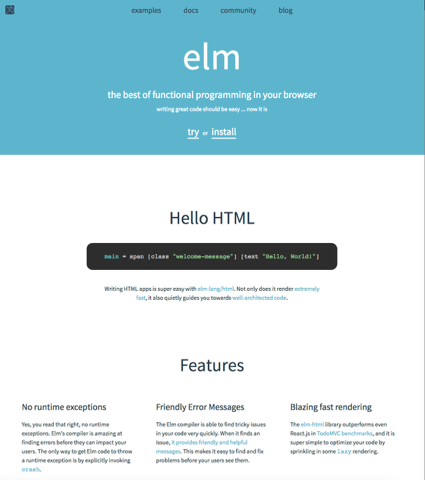 examples docs community blog
elm
the best of functional programming in your browser
writing great code should be easy ... now it is
try or install
Hello HTML
main = span [class "welcome-message"] [text "Hello, World!"]
Writing HTML apps is super easy with elm-lang/html. Not only does it render extremely
fast, it also quietly guides you towards well-architected code.
Features
No runtime exceptions
Yes, you read that right, no runtime
exceptions. Elm's compiler is amazing at
finding errors before they can impact your
users. The only way to get Elm code to throw
a runtime exception is by explicitly invoking
crash.
Friendly Error Messages
The Elm compiler is able to find tricky issues
in your code very quickly. When it finds an
issue, it provides friendly and helpful
messages. This makes it easy to find and fix
problems before your users see them.
Blazing fast rendering
The elm-html library outperforms even
React.js in TodoMVC benchmarks, and it is
super simple to optimize your code by
sprinkling in some lazy rendering.